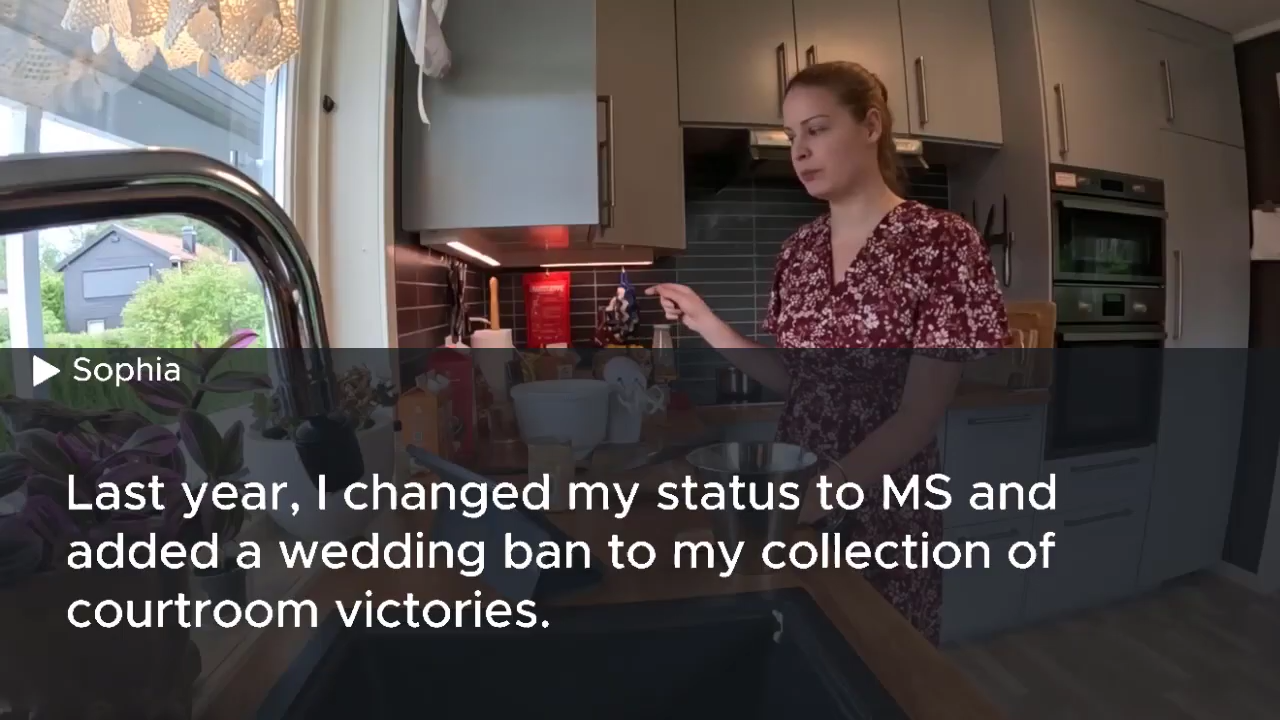 Sophia
Last year, I changed my status to MS and
added a wedding ban to my collection of
courtroom victories.